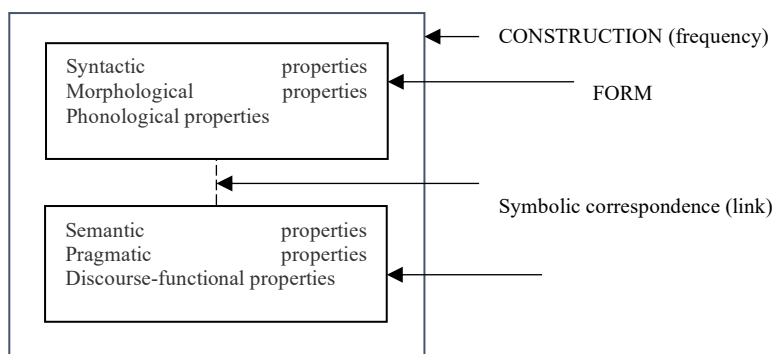 CONSTRUCTION (frequency)
Syntactic properties
Morphological properties
FORM
Phonological properties
Symbolic correspondence (link)
Semantic properties
Pragmatic properties
Discourse-functional properties